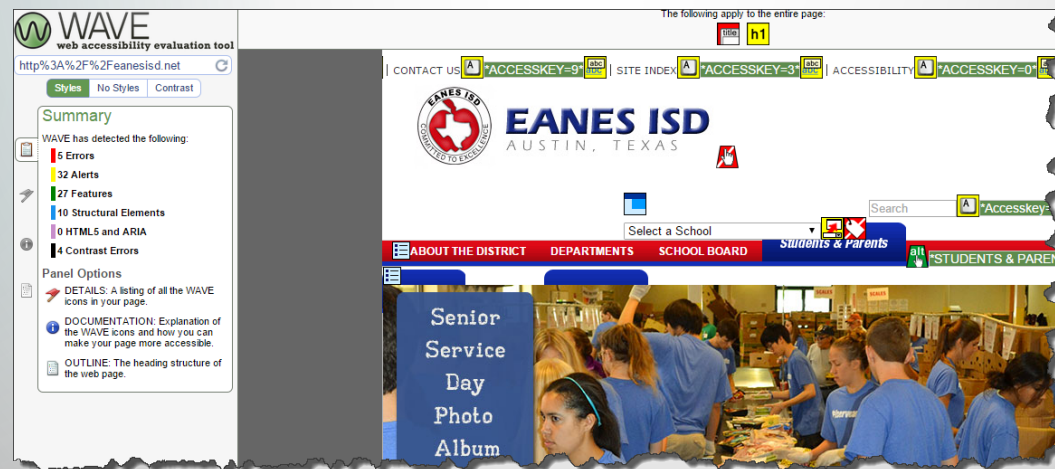 WAVE
web accessibility evaluation tool
http%3A%2F%2Feanesisd.net
Styles No Styles Contrast
Summary
WAVE has detected the following:
5 Errors
32 Alerts
27 Features
10 Structural Elements
0 HTML5 and ARIA
4 Contrast Errors
Panel Options
DETAILS: A listing of all the WAVE
icons in your page.
DOCUMENTATION: Explanation of
the WAVE icons and how you can
make your page more accessible.
OUTLINE: The heading structure of
the web page.
The following apply to the entire page:
title h1
| CONTACT US A *ACCESSKEY=9* abc abc | SITE INDEX A *ACCESSKEY=3* abc abc | ACCESSIBILITY A *ACCESSKEY=0*
EANES ISD
COMMITTED TO EXCELLENCE
EANES ISD
AUSTIN, TEXAS
Search A *Accesskey=
Select a School
ABOUT THE DISTRICT DEPARTMENTS SCHOOL BOARD Students & Parents alt *STUDENTS & PAREN
Senior
Service
Day
Photo
Album
SCALES
SCALES